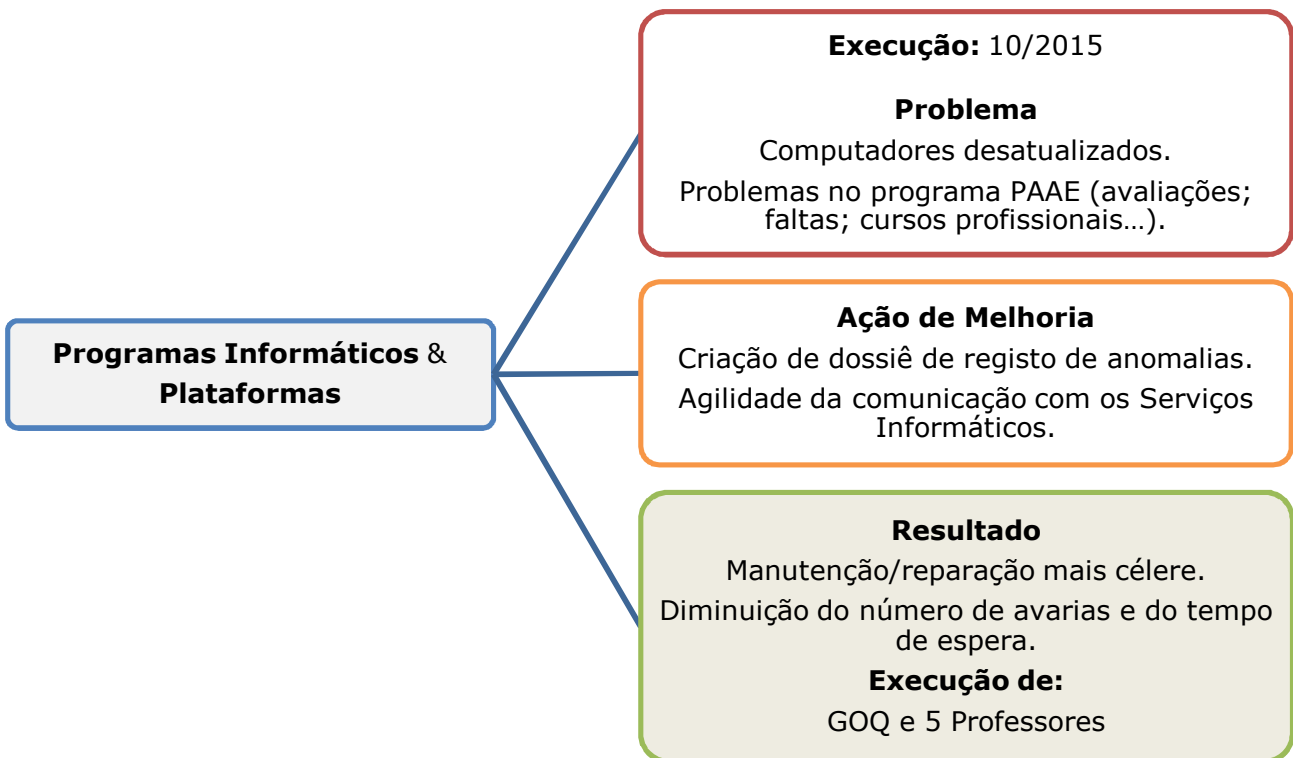 Programas Informáticos &
Plataformas
Execução: 10/2015
Problema
Computadores desatualizados.
Problemas no programa PAAE (avaliações;
faltas; cursos profissionais…).
Ação de Melhoria
Criação de dossiê de registo de anomalias.
Agilidade da comunicação com os Serviços
Informáticos.
Resultado
Manutenção/reparação mais célere.
Diminuição do número de avarias e do tempo
de espera.
Execução de:
GOQ e 5 Professores